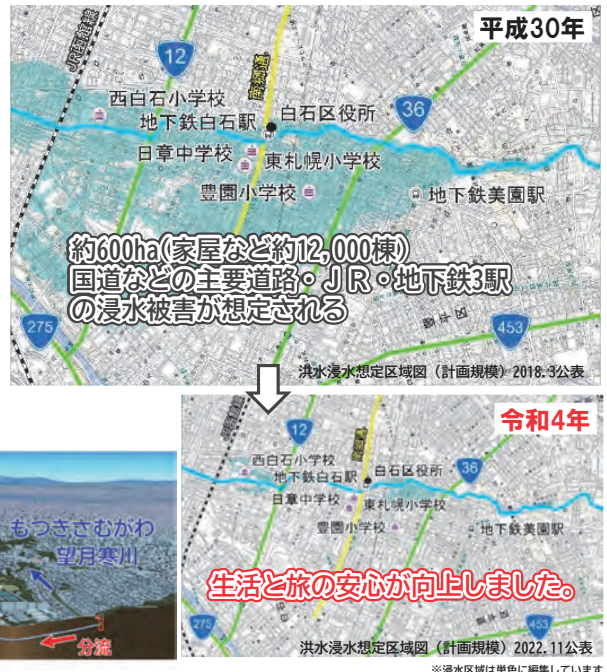 平成30年
12
JR函館線
南郷通
西白石小学校
36
地下鉄白石駅
白石区役所
日章中学校
東札幌小学校
豊園小学校
地下鉄美園駅
約600ha(家屋など約12,000棟)
国道などの主要道路・JR・地下鉄3駅
の浸水被害が想定される
275
453
洪水浸水想定区域図（計画規模）2018.3公表
令和4年
12
西白石小学校
36
地下鉄白石駅
白石区役所
日章中学校
東札幌小学校
豊園小学校
地下鉄美園駅
もつきさむがわ
望月寒川
分流
生活と旅の安心が向上しました。
275
453
洪水浸水想定区域図（計画規模）2022.11公表
※浸水区域は単色に編集しています